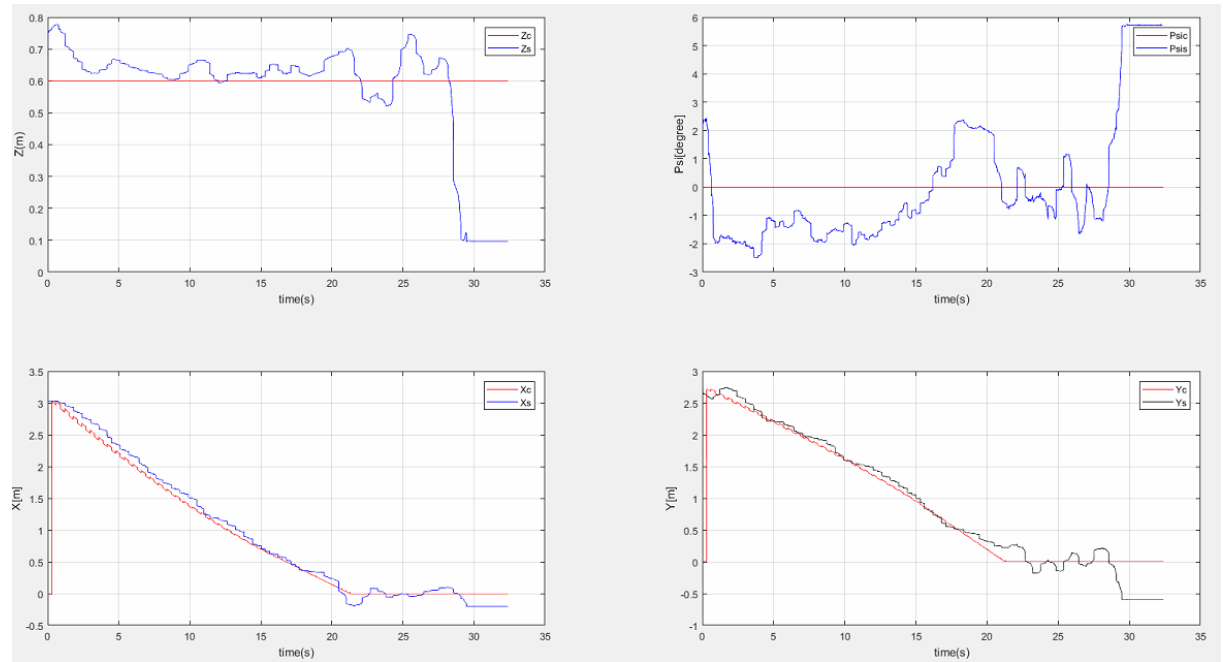 0.8
0.7
0.6
0.5
0.4
0.3
0.2
0.1
0
Z(m)
0 5 10 15 20 25 30 35
time(s)
Zc
Zs
6
5
4
3
2
1
0
-1
-2
-3
Psi[degree]
0 5 10 15 20 25 30 35
time(s)
Psic
Psis
3.5
3
2.5
2
1.5
1
0.5
0
-0.5
X[m]
0 5 10 15 20 25 30 35
time(s)
Xc
Xs
3
2.5
2
1.5
1
0.5
0
-0.5
-1
Y[m]
0 5 10 15 20 25 30 35
time(s)
Yc
Ys